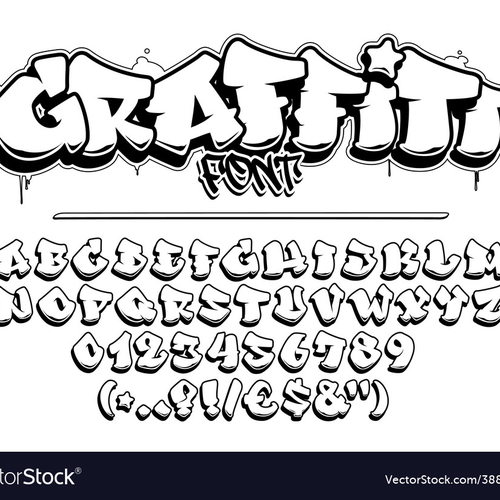 GRAFFITI
FONT
ABCDEFGHIJKLM
NOPQRSTUVWXYZ
0123456789
(*..,?!/€$&")
VectorStock®
VectorStock.com/388